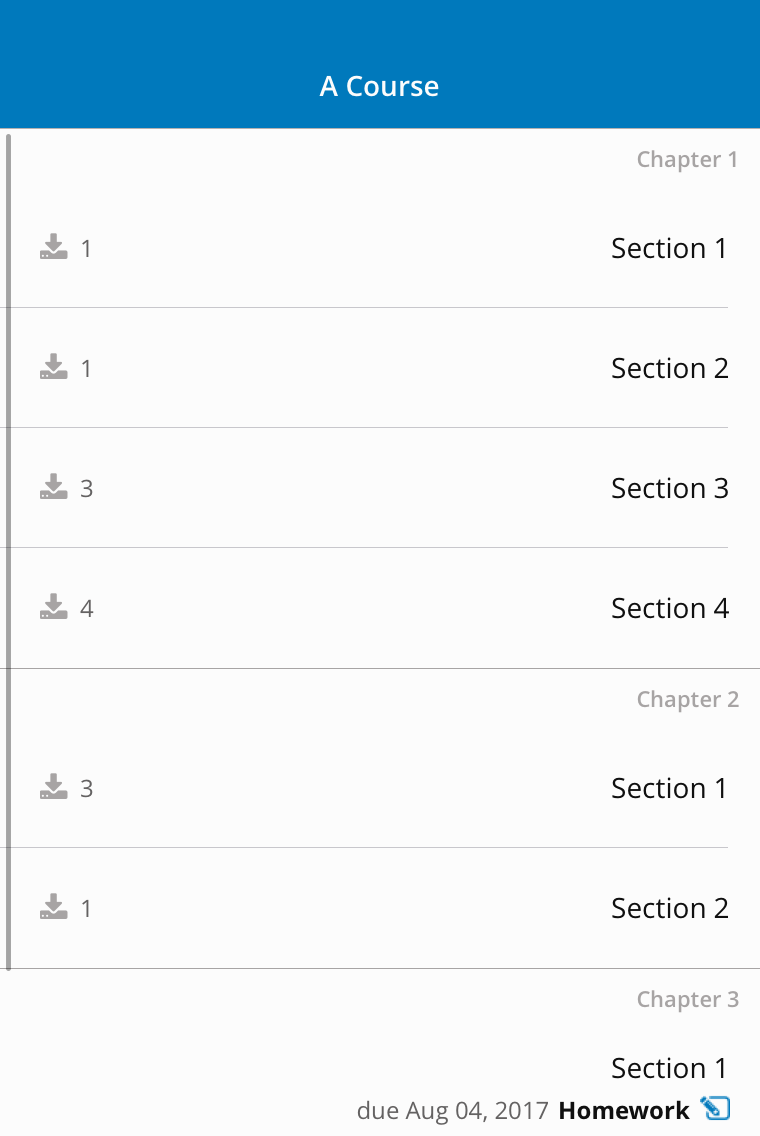 A Course
Chapter 1
1 Section 1
1 Section 2
3 Section 3
4 Section 4
Chapter 2
3 Section 1
1 Section 2
Chapter 3
Section 1
due Aug 04, 2017 Homework